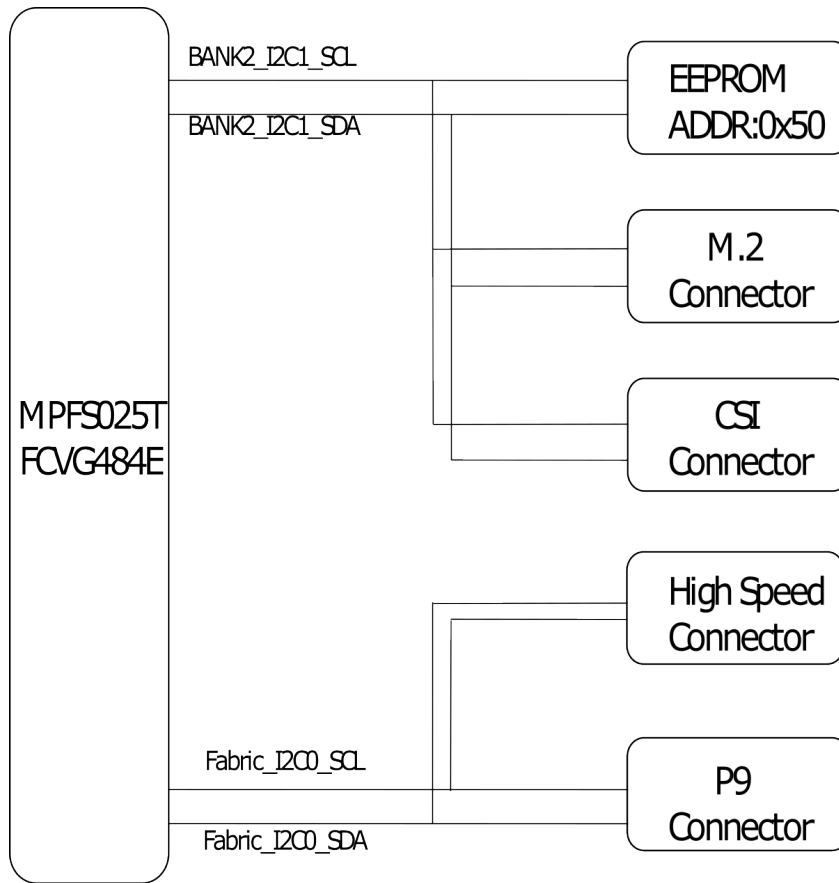 BANK2_I2C1_SCL
BANK2_I2C1_SDA
EEPROM
ADDR:0x50
M.2
Connector
MPFS025T
FCVG484E
CSI
Connector
High Speed
Connector
Fabric_I2C0_SCL
Fabric_I2C0_SDA
P9
Connector